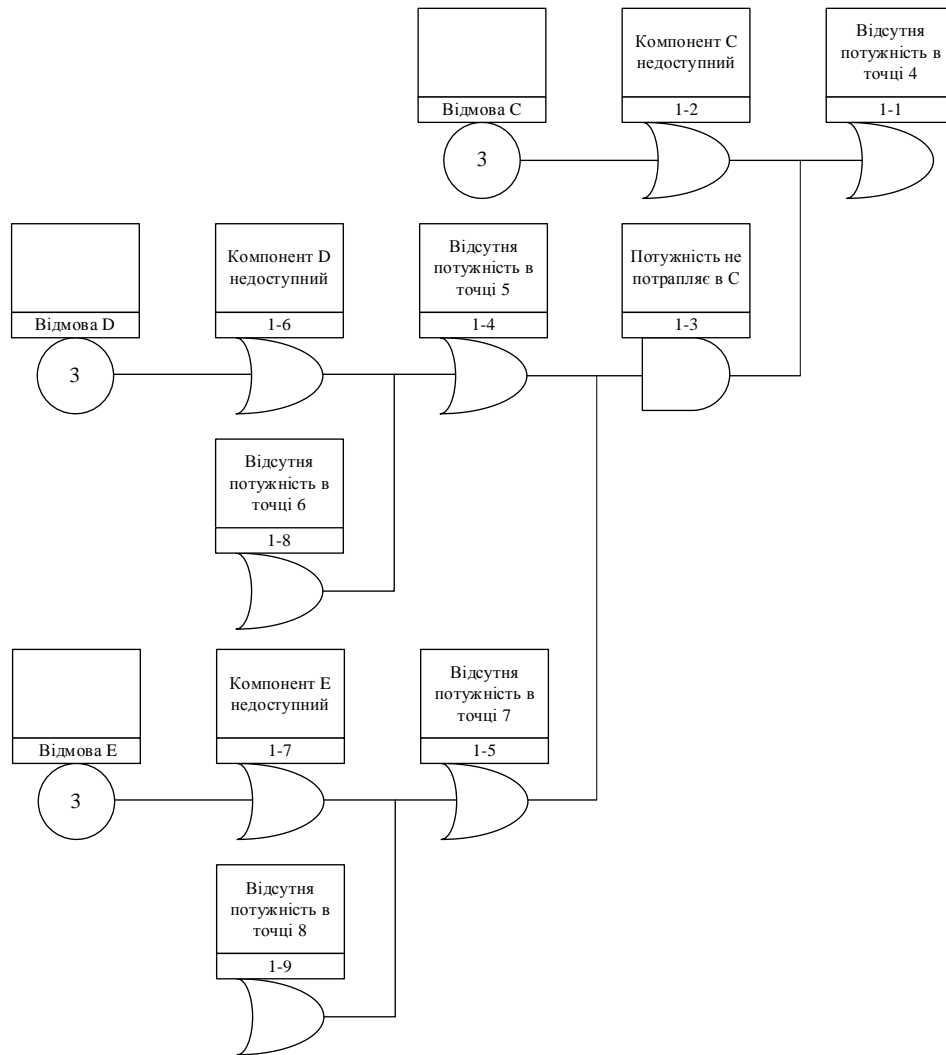 Відмова C
3
Компонент C
недоступний
1-2
Відсутня
потужність в
точці 4
1-1
Відмова D
3
Компонент D
недоступний
1-6
Відсутня
потужність в
точці 5
1-4
Потужність не
потрапляє в C
1-3
Відсутня
потужність в
точці 6
1-8
Відмова E
3
Компонент E
недоступний
1-7
Відсутня
потужність в
точці 7
1-5
Відсутня
потужність в
точці 8
1-9